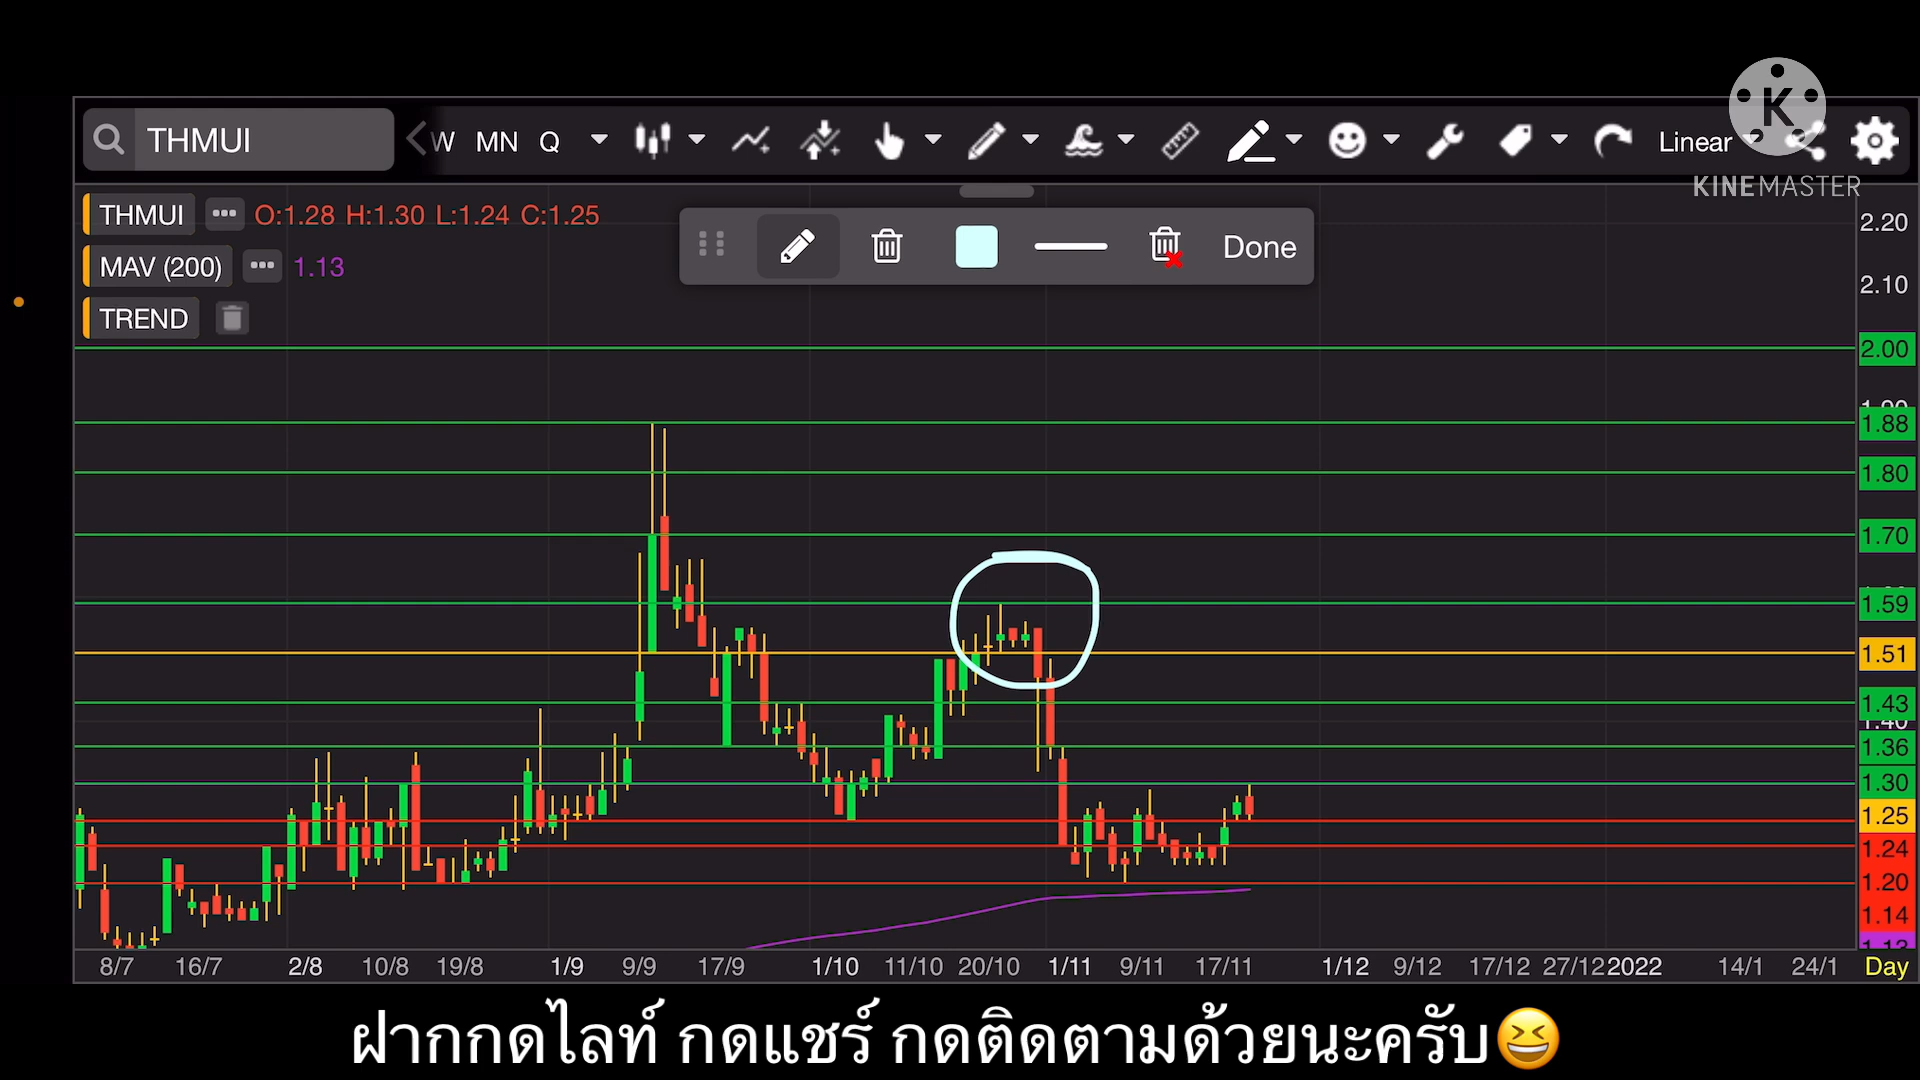 THMUI W MN Q Linear
KINEMASTER
THMUI O:1.28 H:1.30 L:1.24 C:1.25
MAV (200) 1.13
TREND
Done
2.20
2.10
2.00
1.88
1.80
1.70
1.59
1.51
1.43
1.40
1.36
1.30
1.25
1.24
1.20
1.14
8/7 16/7 2/8 10/8 19/8 1/9 9/9 17/9 1/10 11/10 20/10 1/11 9/11 17/11 1/12 9/12 17/12 27/12 2022 14/1 24/1 Day
ฝากกดไลท์ กดแชร์ กดติดตามด้วยนะครับ😆